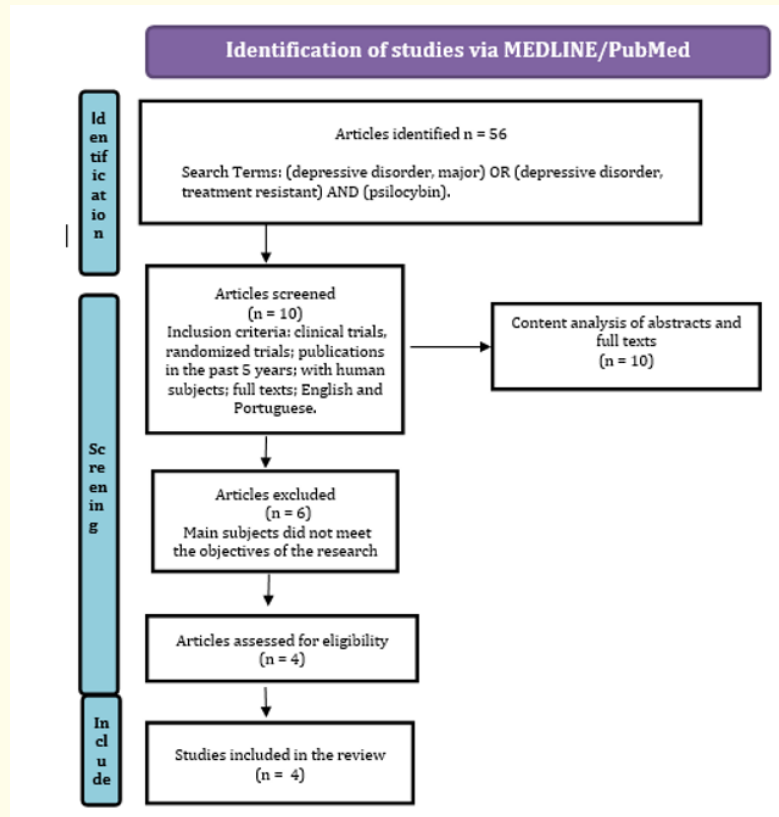 Identification of studies via MEDLINE/PubMed
Id
en
tif
ic
at
io
n
Articles identified n = 56
Search Terms: (depressive disorder, major) OR (depressive disorder,
treatment resistant) AND (psilocybin).
Sc
re
en
in
g
Articles screened
(n = 10)
Inclusion criteria: clinical trials,
randomized trials; publications
in the past 5 years; with human
subjects; full texts; English and
Portuguese.
Content analysis of abstracts and
full texts
(n = 10)
Articles excluded
(n = 6)
Main subjects did not meet
the objectives of the research
Articles assessed for eligibility
(n = 4)
In
cl
u
de
Studies included in the review
(n = 4)